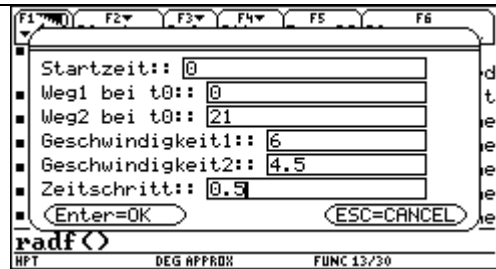 F1 F2 F3 F4 F5 F6
Startzeit:: 0
Weg1 bei t0:: 0
Weg2 bei t0:: 21
Geschwindigkeit1:: 6
Geschwindigkeit2:: 4.5
Zeitschritt:: 0.5
Enter=OK ESC=CANCEL
radf()
HPT DEG APPROX FUNC 13/30